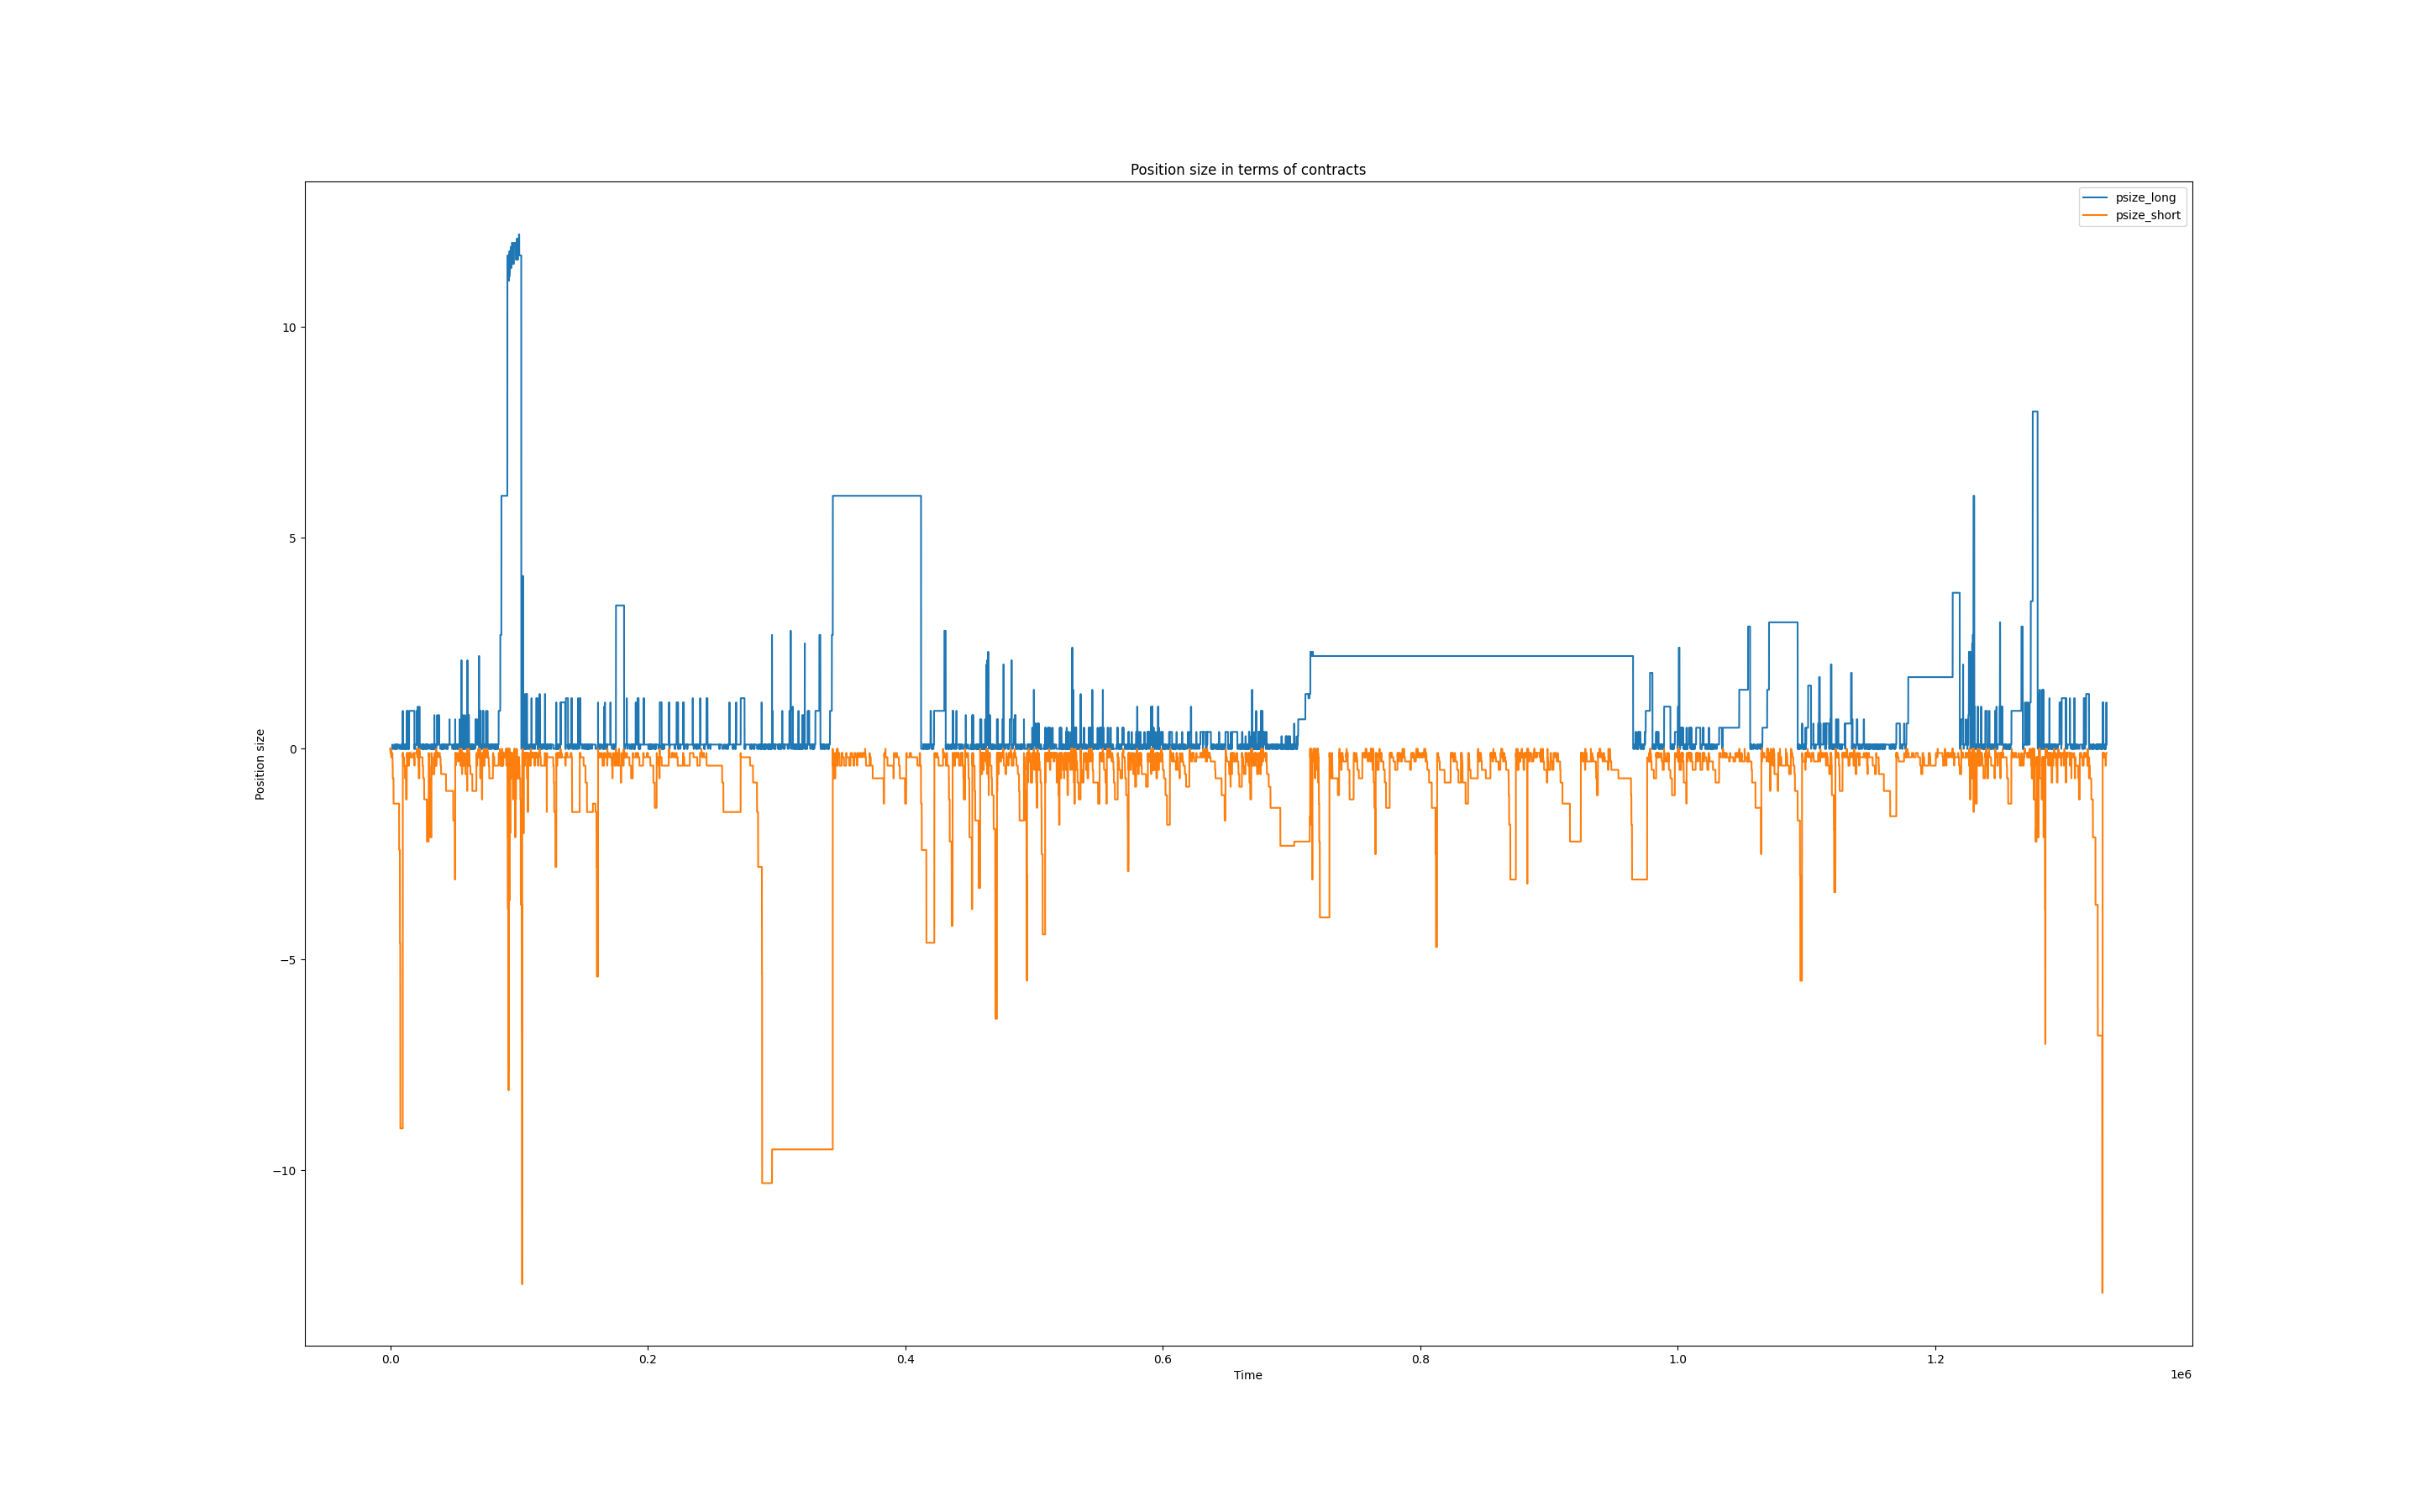 Position size in terms of contracts
psize_long
psize_short
Position size
10
5
0
−5
−10
0.0 0.2 0.4 0.6 0.8 1.0 1.2
Time
1e6